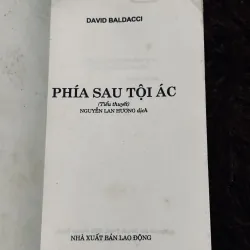 DAVID BALDACCI
PHÍA SAU TỘI ÁC
(Tiểu thuyết)
NGUYỄN LAN HƯƠNG dịch
NHÀ XUẤT BẢN LAO ĐỘNG